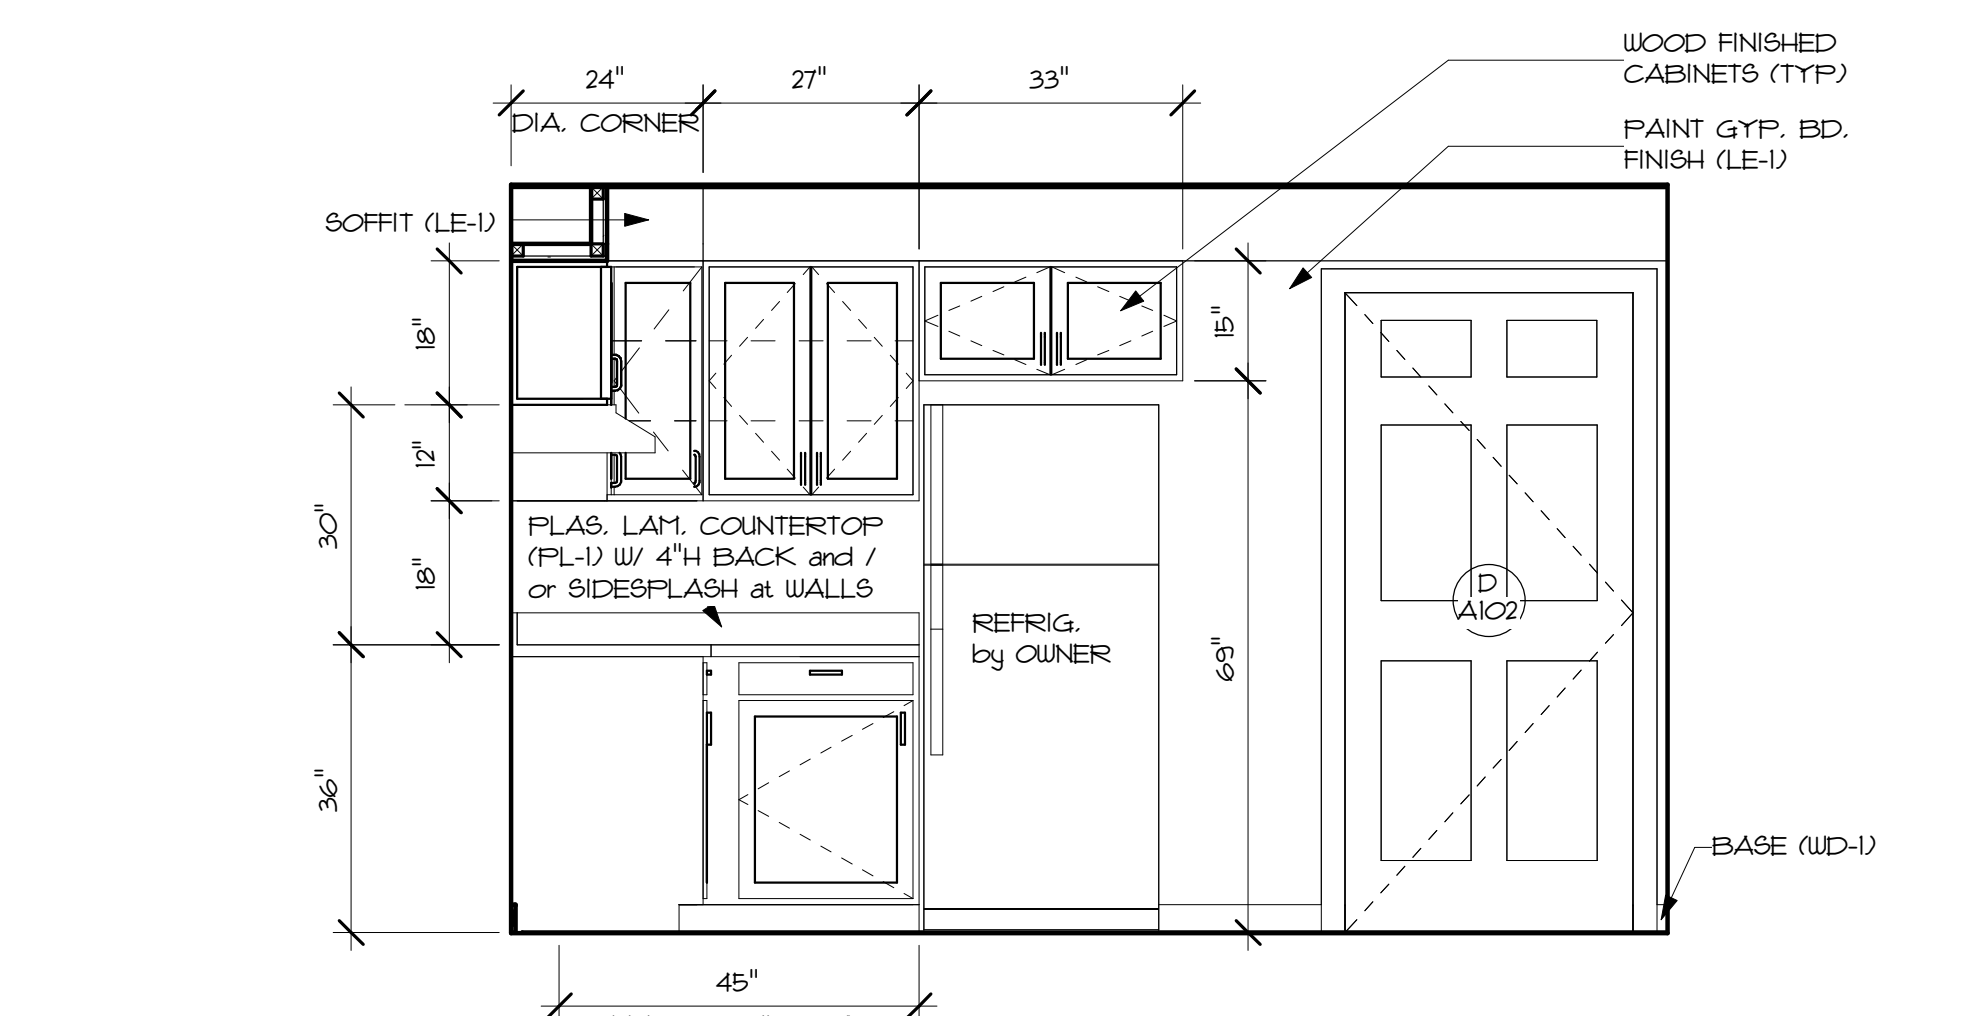 WOOD FINISHED
CABINETS (TYP)
24"
27"
33"
DIA. CORNER
PAINT GYP. BD.
FINISH (LE-1)
SOFFIT (LE-1)
18"
15"
12"
30"
PLAS. LAM. COUNTERTOP
(PL-1) W/ 4"H BACK and /
or SIDESPLASH at WALLS
18"
D
A102
REFRIG.
by OWNER
69"
36"
BASE (WD-1)
45"